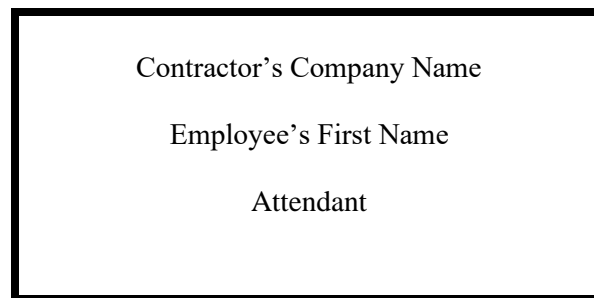 Contractor’s Company Name
Employee’s First Name
Attendant